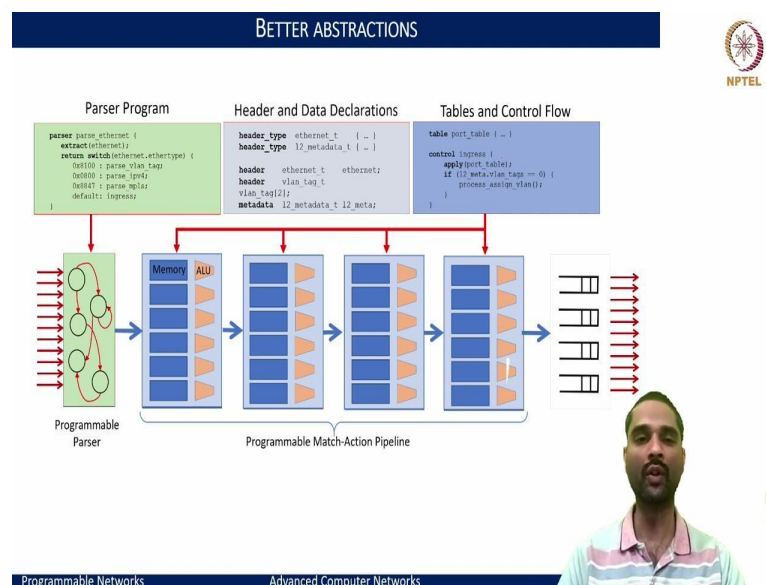 BETTER ABSTRACTIONS
NPTEL
Parser Program
parser parse_ethernet {
extract(ethernet);
return switch(ethernet.ethertype) {
0x8100 : parse_vlan_tag;
0x0800 : parse_ipv4;
0x8847 : parse_mpls;
default: ingress;
}
Header and Data Declarations
header_type ethernet_t { … }
header_type l2_metadata_t { … }
header ethernet_t ethernet;
header vlan_tag_t
vlan_tag[2];
metadata l2_metadata_t l2_meta;
Tables and Control Flow
table port_table { … }
control ingress {
apply(port_table);
if (l2_meta.vlan_tags == 0) {
process_assign_vlan();
}
}
Memory ALU
Programmable
Parser
Programmable Match-Action Pipeline
Programmable Networks
Advanced Computer Networks